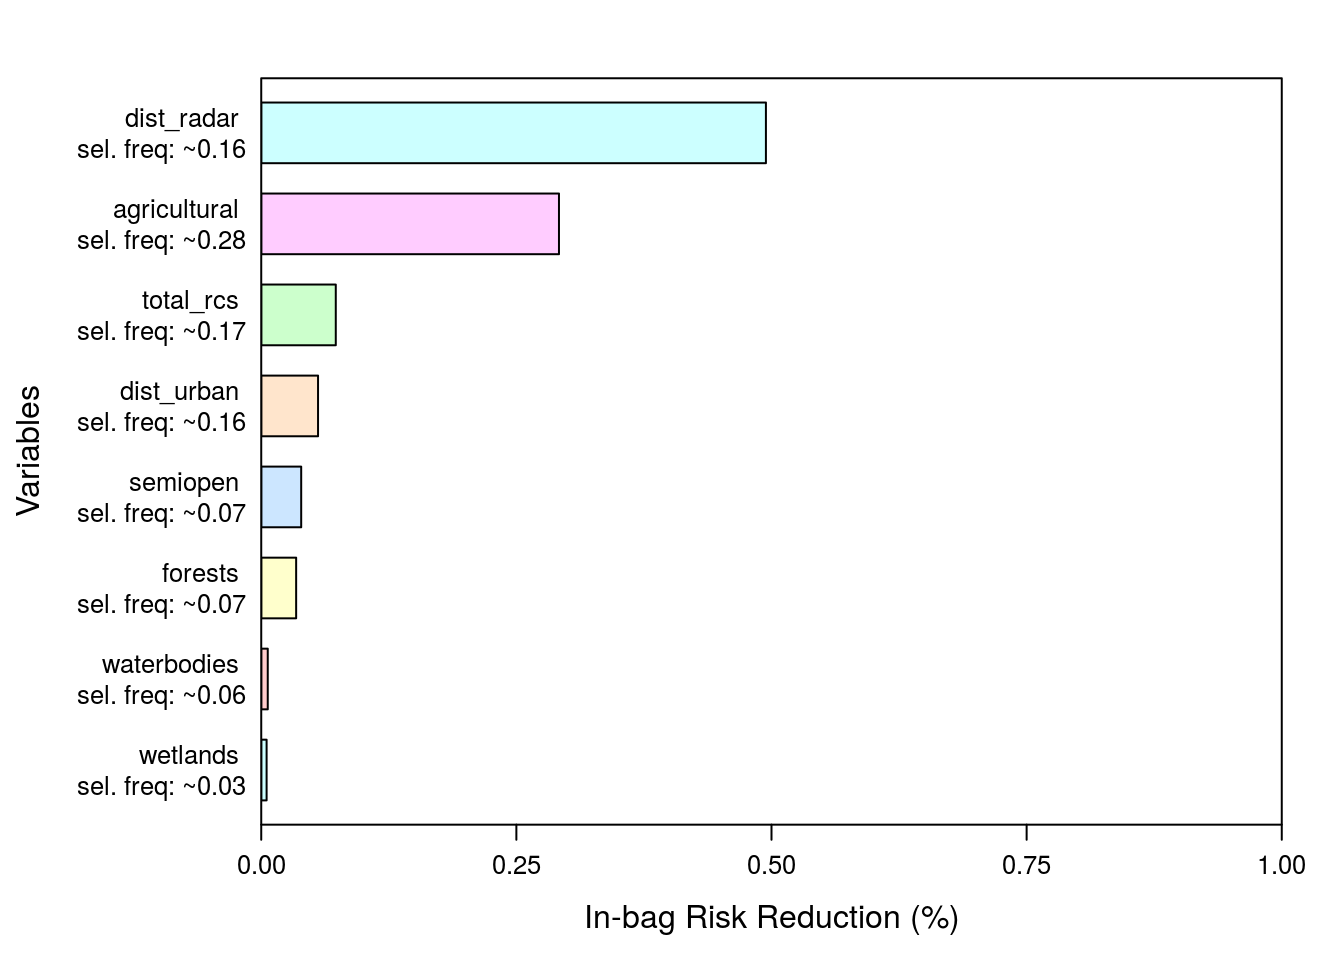 dist_radar
sel. freq: ~0.16
agricultural
sel. freq: ~0.28
total_rcs
sel. freq: ~0.17
dist_urban
sel. freq: ~0.16
semiopen
sel. freq: ~0.07
forests
sel. freq: ~0.07
waterbodies
sel. freq: ~0.06
wetlands
sel. freq: ~0.03
Variables
0.00 0.25 0.50 0.75 1.00
In-bag Risk Reduction (%)